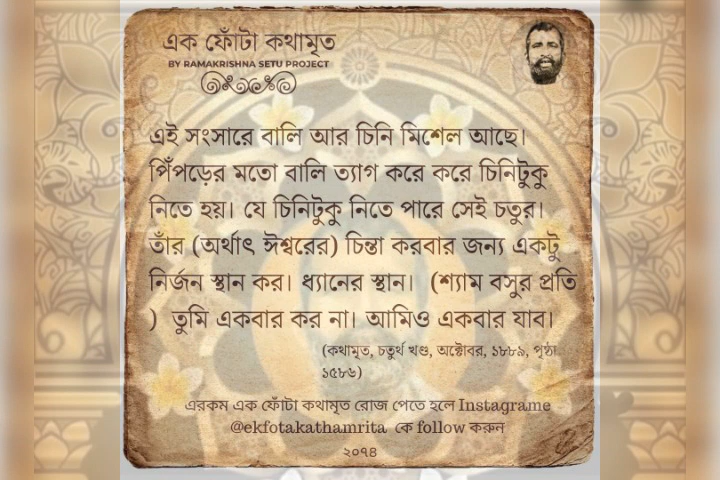 এক ফোঁটা কথামৃত
BY RAMAKRISHNA SETU PROJECT
এই সংসারে বালি আর চিনি মিশেল আছে।
পিঁপড়ের মতো বালি ত্যাগ করে করে চিনিটুকু
নিতে হয়। যে চিনিটুকু নিতে পারে সেই চতুর।
তাঁর (অর্থাৎ ঈশ্বরের) চিন্তা করবার জন্য একটু
নির্জন স্থান কর। ধ্যানের স্থান। (শ্যাম বসুর প্রতি
) তুমি একবার কর না। আমিও একবার যাব।
(কথামৃত, চতুর্থ খণ্ড, অক্টোবর, ১৮৮৯, পৃষ্ঠা
১৫৮৬)
এরকম এক ফোঁটা কথামৃত রোজ পেতে হলে Instagrame
@ekfotakathamrita কে follow করুন
২০৭৪